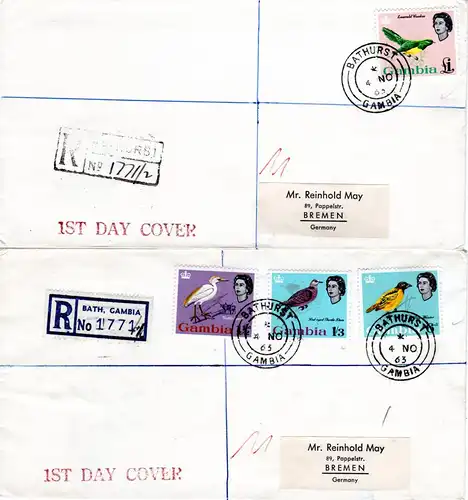 Emerald Cuckoo
Gambia £1
BATHURST
4 NO
63
GAMBIA
R
No 1771/2
Mr. Reinhold May
89, Pappelstr.
BREMEN
Germany
1ST DAY COVER
R
BATH, GAMBIA
No 1771
Gambia
Gambia 1/3
BATHURST
4 NO
63
GAMBIA
BATHURST
4 NO
63
GAMBIA
Mr. Reinhold May
89, Pappelstr.
BREMEN
Germany
1ST DAY COVER